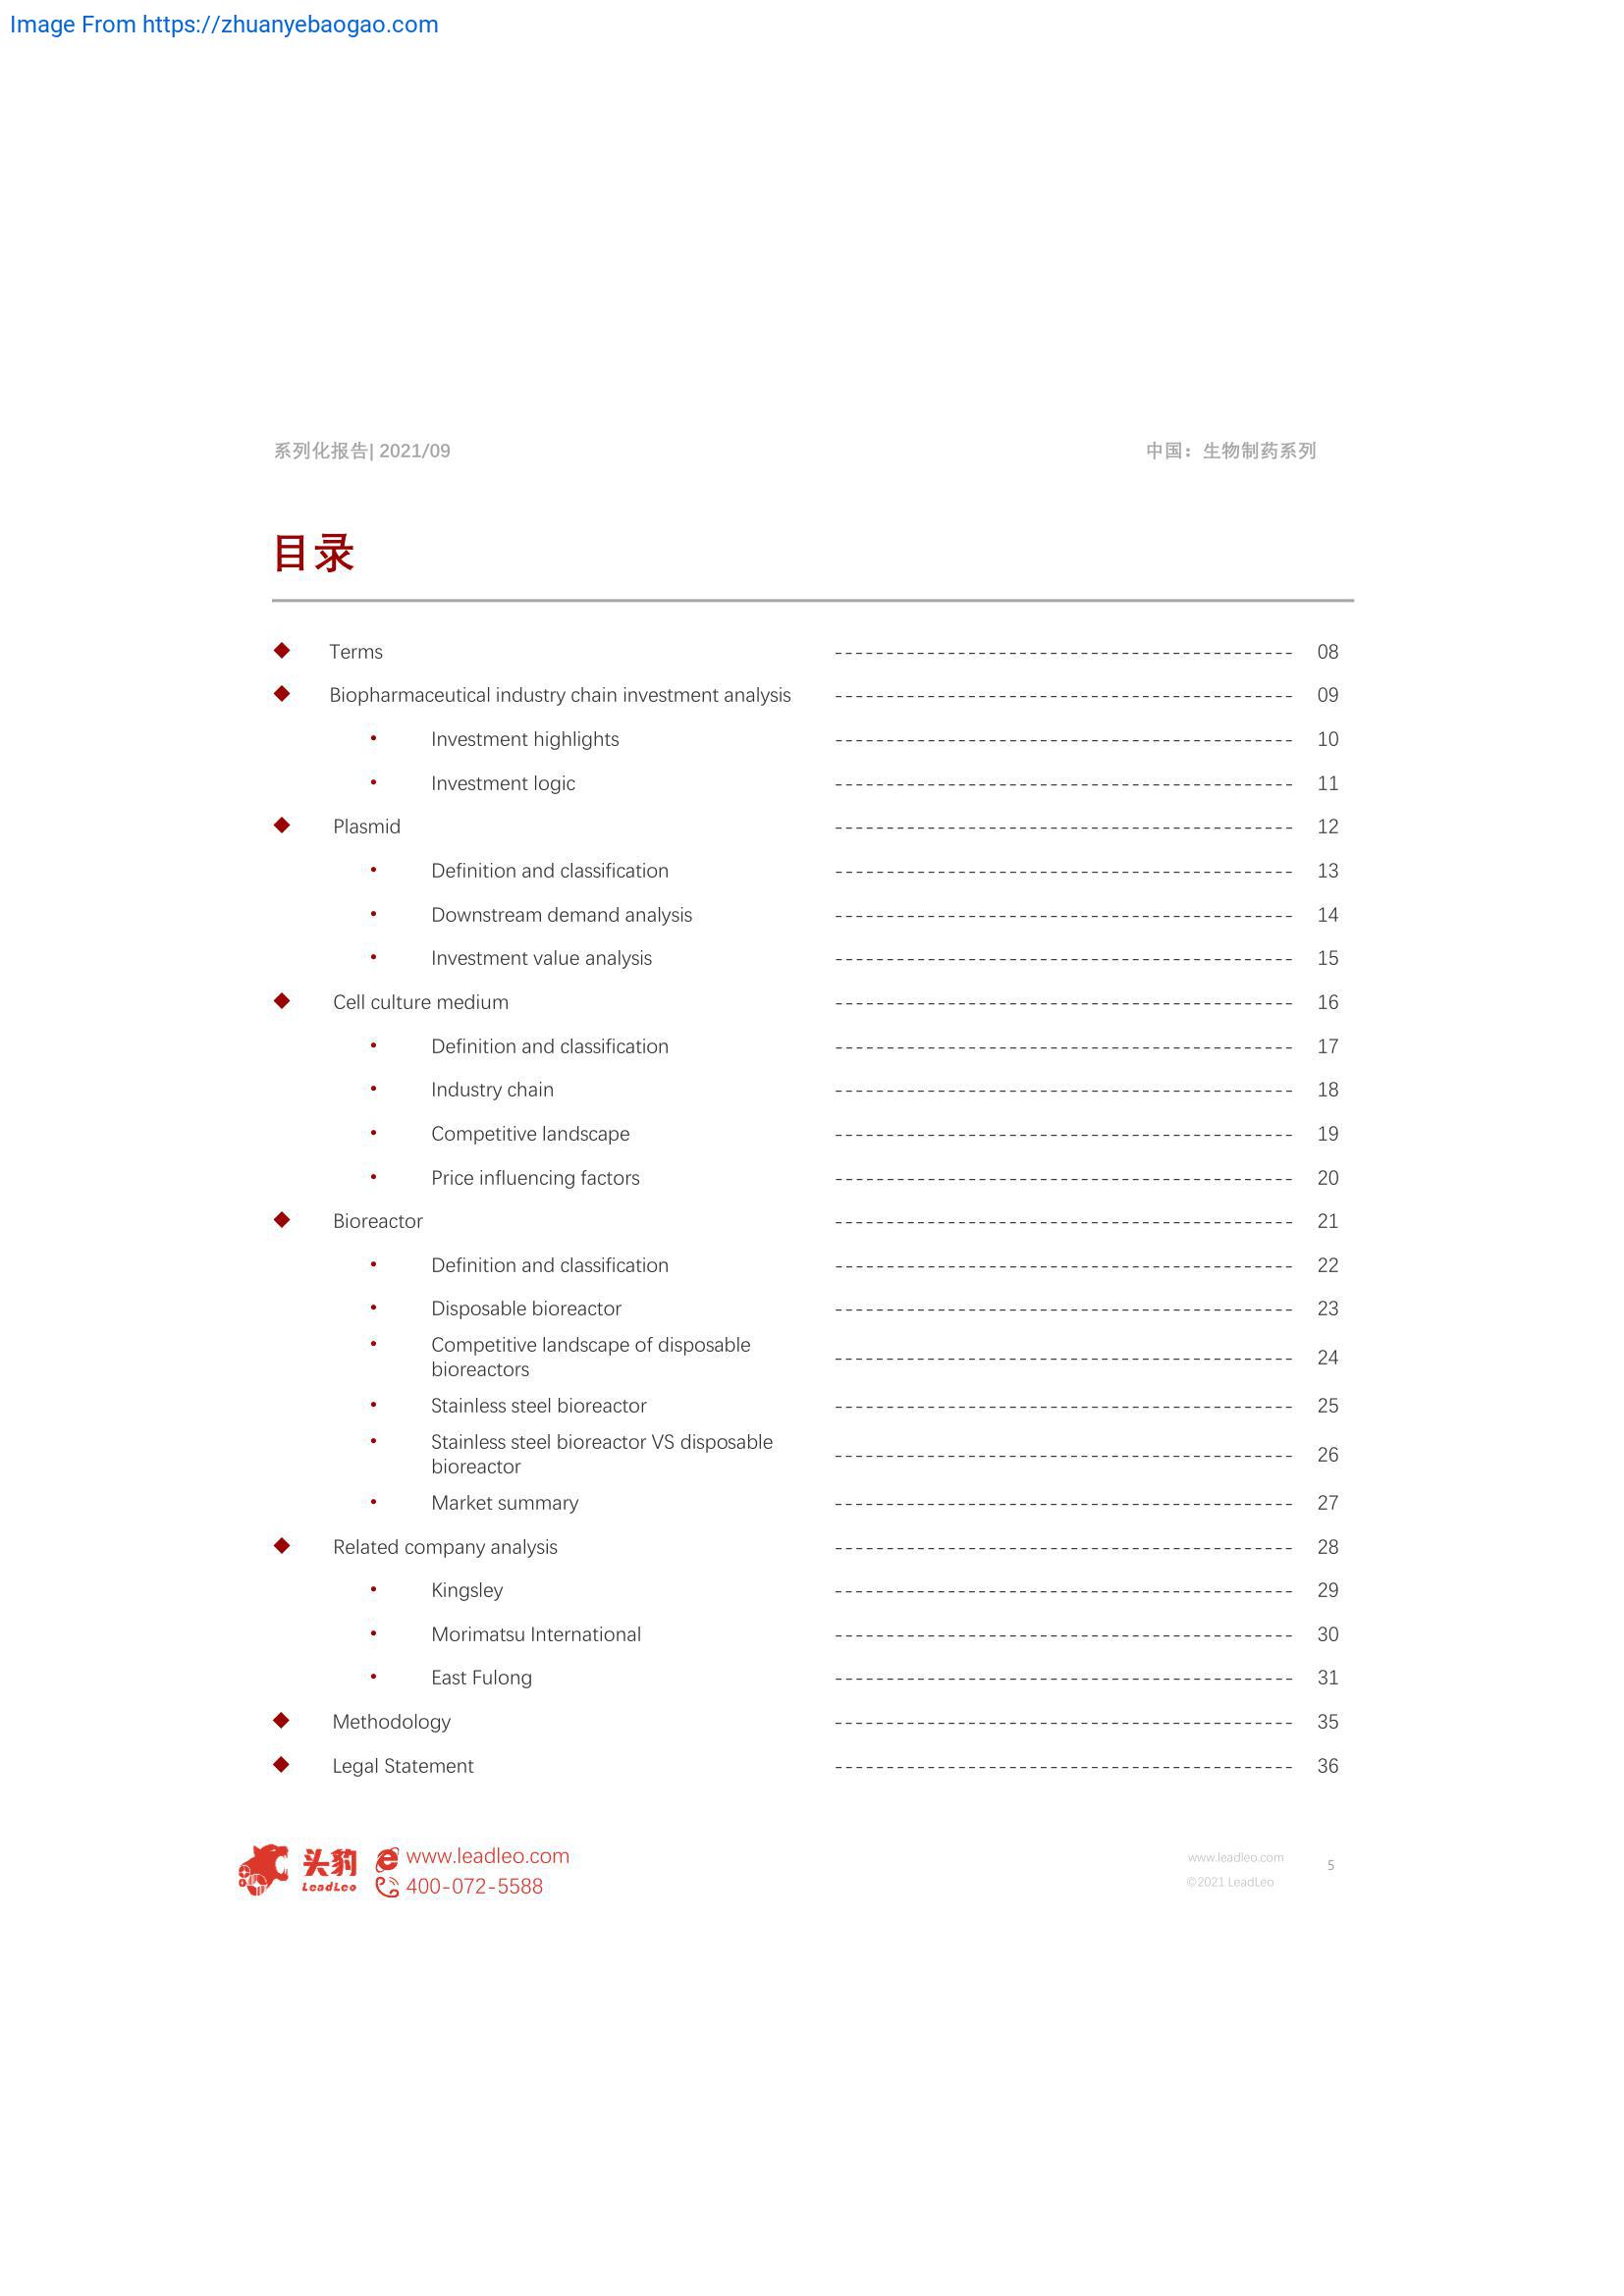 Image From https://zhuanyebaogao.com
系列化报告| 2021/09
中国：生物制药系列
目录
◆ Terms ---------------------------------------------- 08
◆ Biopharmaceutical industry chain investment analysis ---------------------------------------------- 09
• Investment highlights ---------------------------------------------- 10
• Investment logic ---------------------------------------------- 11
◆ Plasmid ---------------------------------------------- 12
• Definition and classification ---------------------------------------------- 13
• Downstream demand analysis ---------------------------------------------- 14
• Investment value analysis ---------------------------------------------- 15
◆ Cell culture medium ---------------------------------------------- 16
• Definition and classification ---------------------------------------------- 17
• Industry chain ---------------------------------------------- 18
• Competitive landscape ---------------------------------------------- 19
• Price influencing factors ---------------------------------------------- 20
◆ Bioreactor ---------------------------------------------- 21
• Definition and classification ---------------------------------------------- 22
• Disposable bioreactor ---------------------------------------------- 23
• Competitive landscape of disposable
bioreactors ---------------------------------------------- 24
• Stainless steel bioreactor ---------------------------------------------- 25
• Stainless steel bioreactor VS disposable
bioreactor ---------------------------------------------- 26
• Market summary ---------------------------------------------- 27
◆ Related company analysis ---------------------------------------------- 28
• Kingsley ---------------------------------------------- 29
• Morimatsu International ---------------------------------------------- 30
• East Fulong ---------------------------------------------- 31
◆ Methodology ---------------------------------------------- 35
◆ Legal Statement ---------------------------------------------- 36
头豹
LeadLeo
www.leadleo.com
400-072-5588
www.leadleo.com
©2021 LeadLeo
5